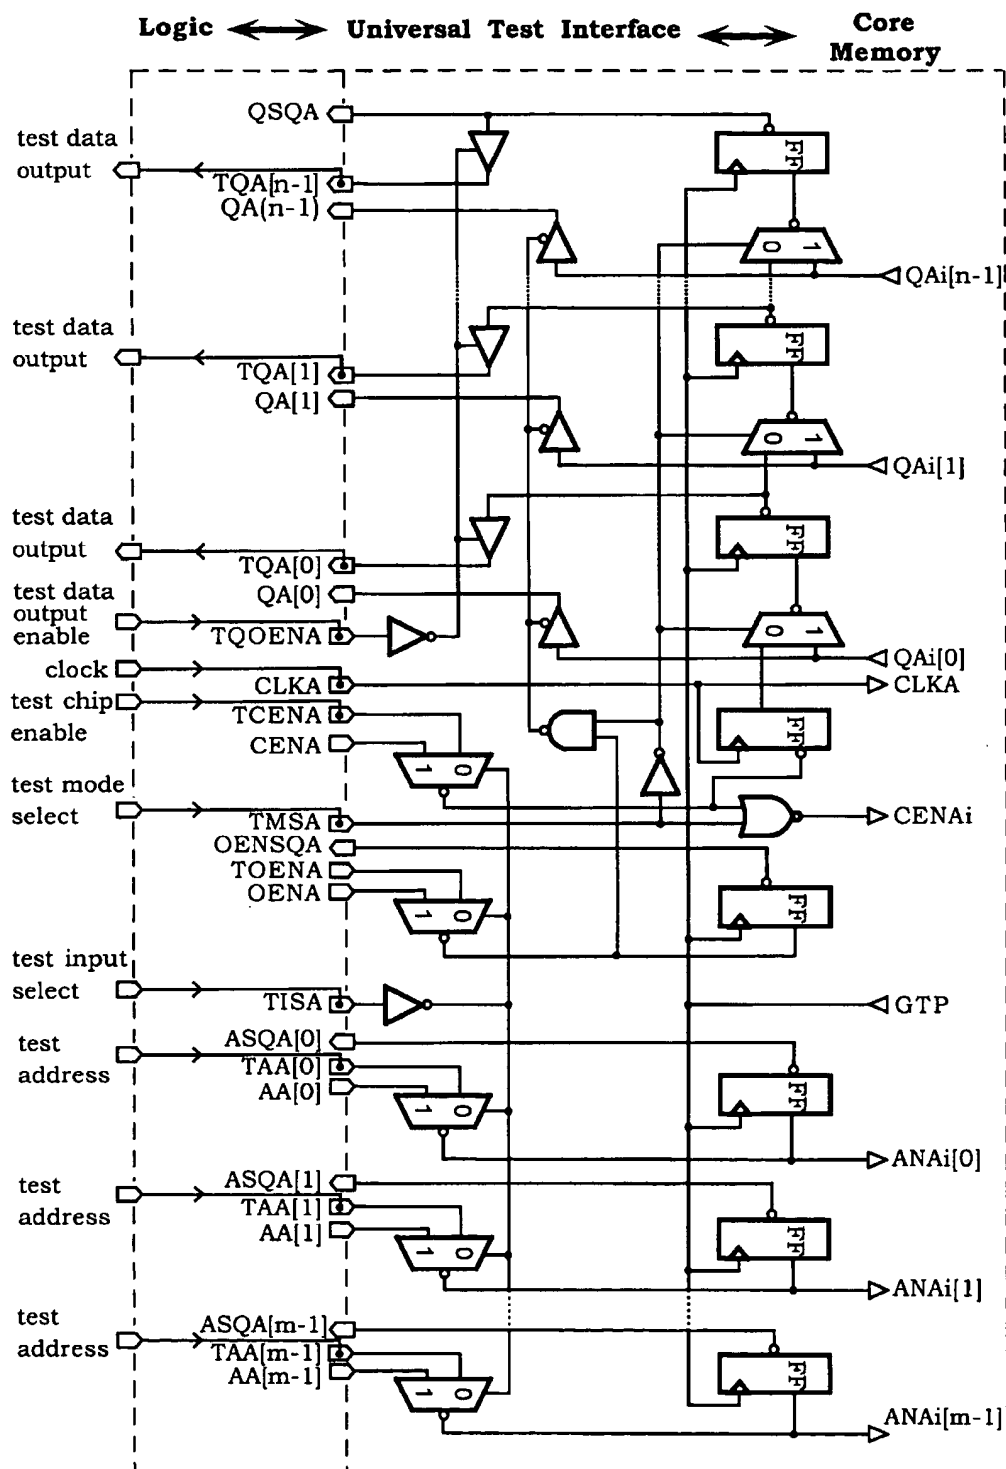 Logic Universal Test Interface Core
Memory
QSQA
test data
output
FF
TQA[n-1]
QA(n-1)
0 1
QAi[n-1]
test data
output
FF
TQA[1]
QA[1]
0 1
QAi[1]
test data
output
FF
TQA[0]
test data
output
enable
QA[0]
TQOENA
0 1
QAi[0]
clock
CLKA
CLKA
test chip
enable
TCENA
FF
CENA
1 0
test mode
select
TMSA
CENAi
OENSQA
TOENA
OENA
1 0
FF
test input
select
TISA
GTP
test
address
ASQA[0]
TAA[0]
AA[0]
1 0
FF
ANAi[0]
test
address
ASQA[1]
TAA[1]
AA[1]
1 0
FF
ANAi[1]
test
address
ASQA[m-1]
TAA[m-1]
AA[m-1]
1 0
FF
ANAi[m-1]